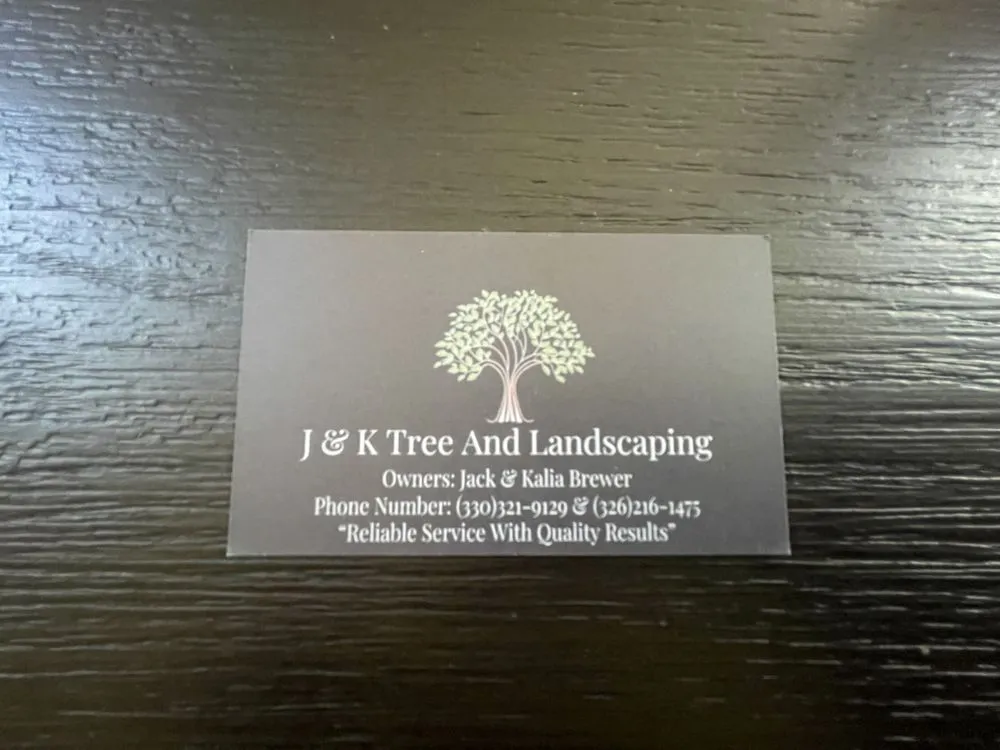 J & K Tree And Landscaping
Owners: Jack & Kalia Brewer
Phone Number: (330)321-9129 & (326)216-1475
“Reliable Service With Quality Results”